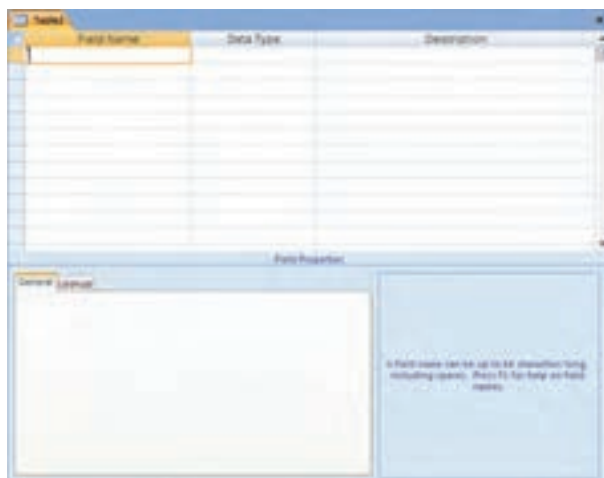 Field Name Data Type Description
Field Properties
General Lookup
A field name can be up to 64 characters long,
including spaces. Press F1 for help on field
names.